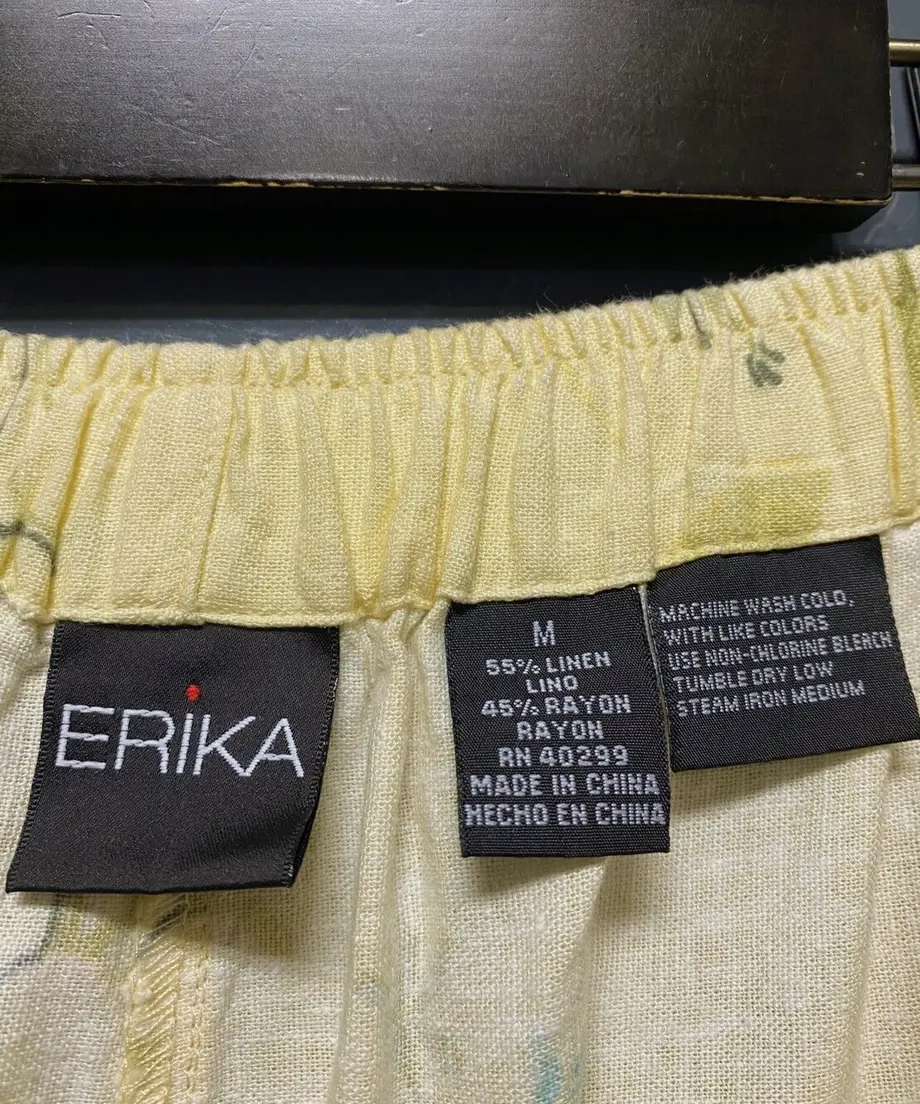 ERiKA
M
55% LINEN
LINO
45% RAYON
RAYON
RN 40299
MADE IN CHINA
HECHO EN CHINA
MACHINE WASH COLD,
WITH LIKE COLORS
USE NON-CHLORINE BLEACH
TUMBLE DRY LOW
STEAM IRON MEDIUM